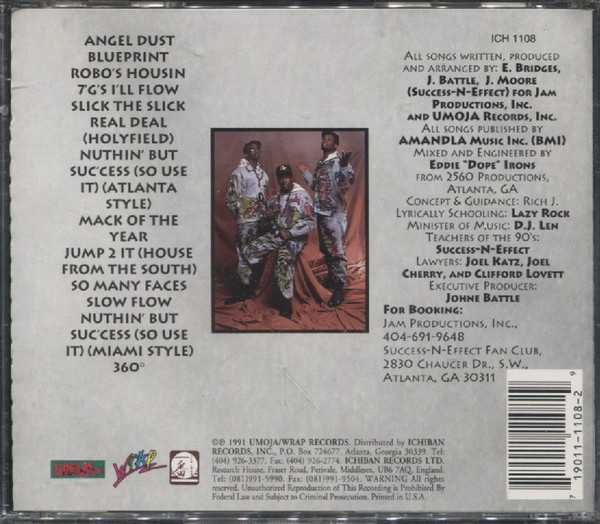 ANGEL DUST
BLUEPRINT
ROBO'S HOUSIN
7'G'S I'LL FLOW
SLICK THE SLICK
REAL DEAL
(HOLYFIELD)
NUTHIN' BUT
SUC'CESS (SO USE
IT) (ATLANTA
STYLE)
MACK OF THE
YEAR
JUMP 2 IT (HOUSE
FROM THE SOUTH)
SO MANY FACES
SLOW FLOW
NUTHIN' BUT
SUC'CESS (SO USE
IT) (MIAMI STYLE)
360°
ICH 1108
ALL SONGS WRITTEN, PRODUCED
AND ARRANGED BY: E. BRIDGES,
J. BATTLE, J. MOORE
(SUCCESS-N-EFFECT) FOR JAM
PRODUCTIONS, INC.
AND UMOJA RECORDS, INC.
ALL SONGS PUBLISHED BY
AMANDLA MUSIC INC. (BMI)
MIXED AND ENGINEERED BY
EDDIE "DOPE" IRONS
FROM 2560 PRODUCTIONS,
ATLANTA, GA
CONCEPT & GUIDANCE: RICH J.
LYRICALLY SCHOOLING: LAZY ROCK
MINISTER OF MUSIC: D.J. LEN
TEACHERS OF THE 90'S:
SUCCESS-N-EFFECT
LAWYERS: JOEL KATZ, JOEL
CHERRY, AND CLIFFORD LOVETT
EXECUTIVE PRODUCER:
JOHNE BATTLE
FOR BOOKING:
JAM PRODUCTIONS, INC.,
404-691-9648
SUCCESS-N-EFFECT FAN CLUB,
2830 CHAUCER DR., S.W.,
ATLANTA, GA 30311
7 19011-1108-2 9
UMOJA
WRAP
©℗ 1991 UMOJA/WRAP RECORDS. Distributed by ICHIBAN
RECORDS, INC., P.O. Box 724677, Atlanta, Georgia 30339. Tel:
(404) 926-3377. Fax: (404) 926-2774. ICHIBAN RECORDS LTD.
Research House. Fraser Road, Perivale, Middlesex, UB6 7AQ, England.
Tel: (081)991-5990. Fax: (081)991-9504. WARNING All rights
reserved. Unauthorized Reproduction of This Recording is Prohibited By
Federal Law and Subject to Criminal Prosecution. Printed in U.S.A.